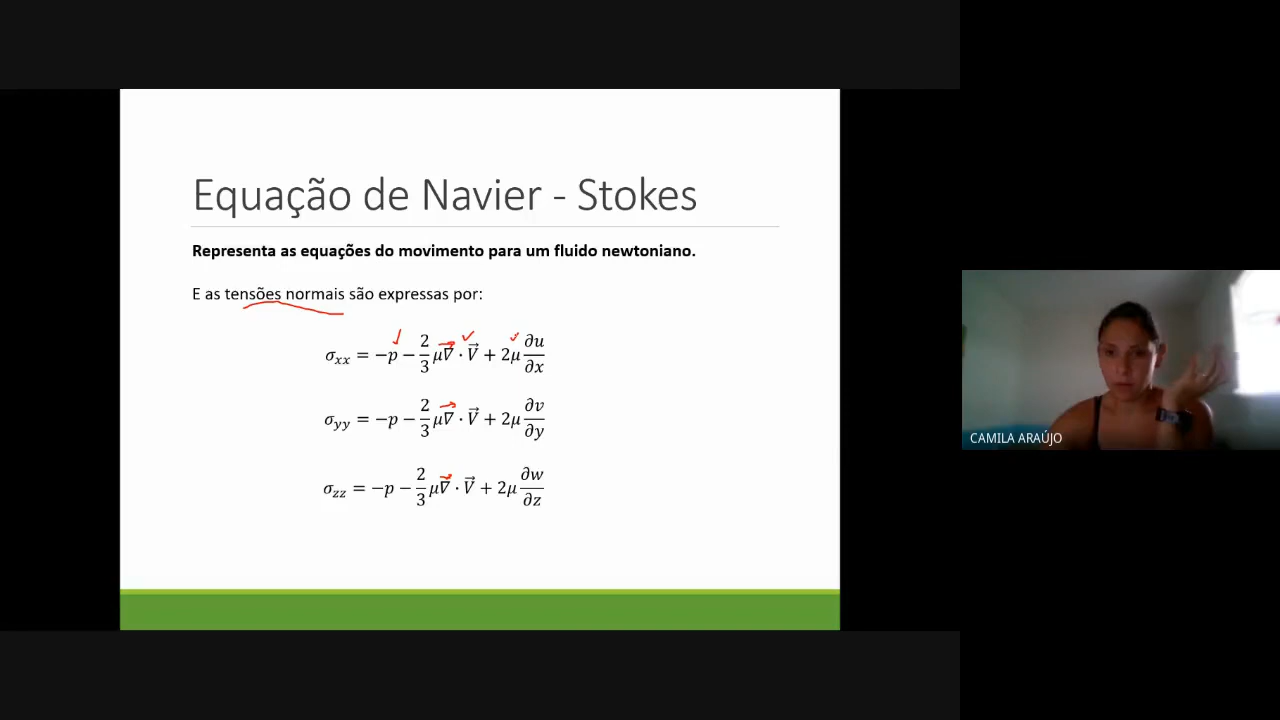 Equação de Navier - Stokes
Representa as equações do movimento para um fluido newtoniano.
E as tensões normais são expressas por:
σxx = −p − 2/3 μ∇⃗ · V⃗ + 2μ ∂u/∂x
σyy = −p − 2/3 μ∇⃗ · V⃗ + 2μ ∂v/∂y
σzz = −p − 2/3 μ∇⃗ · V⃗ + 2μ ∂w/∂z
CAMILA ARAÚJO